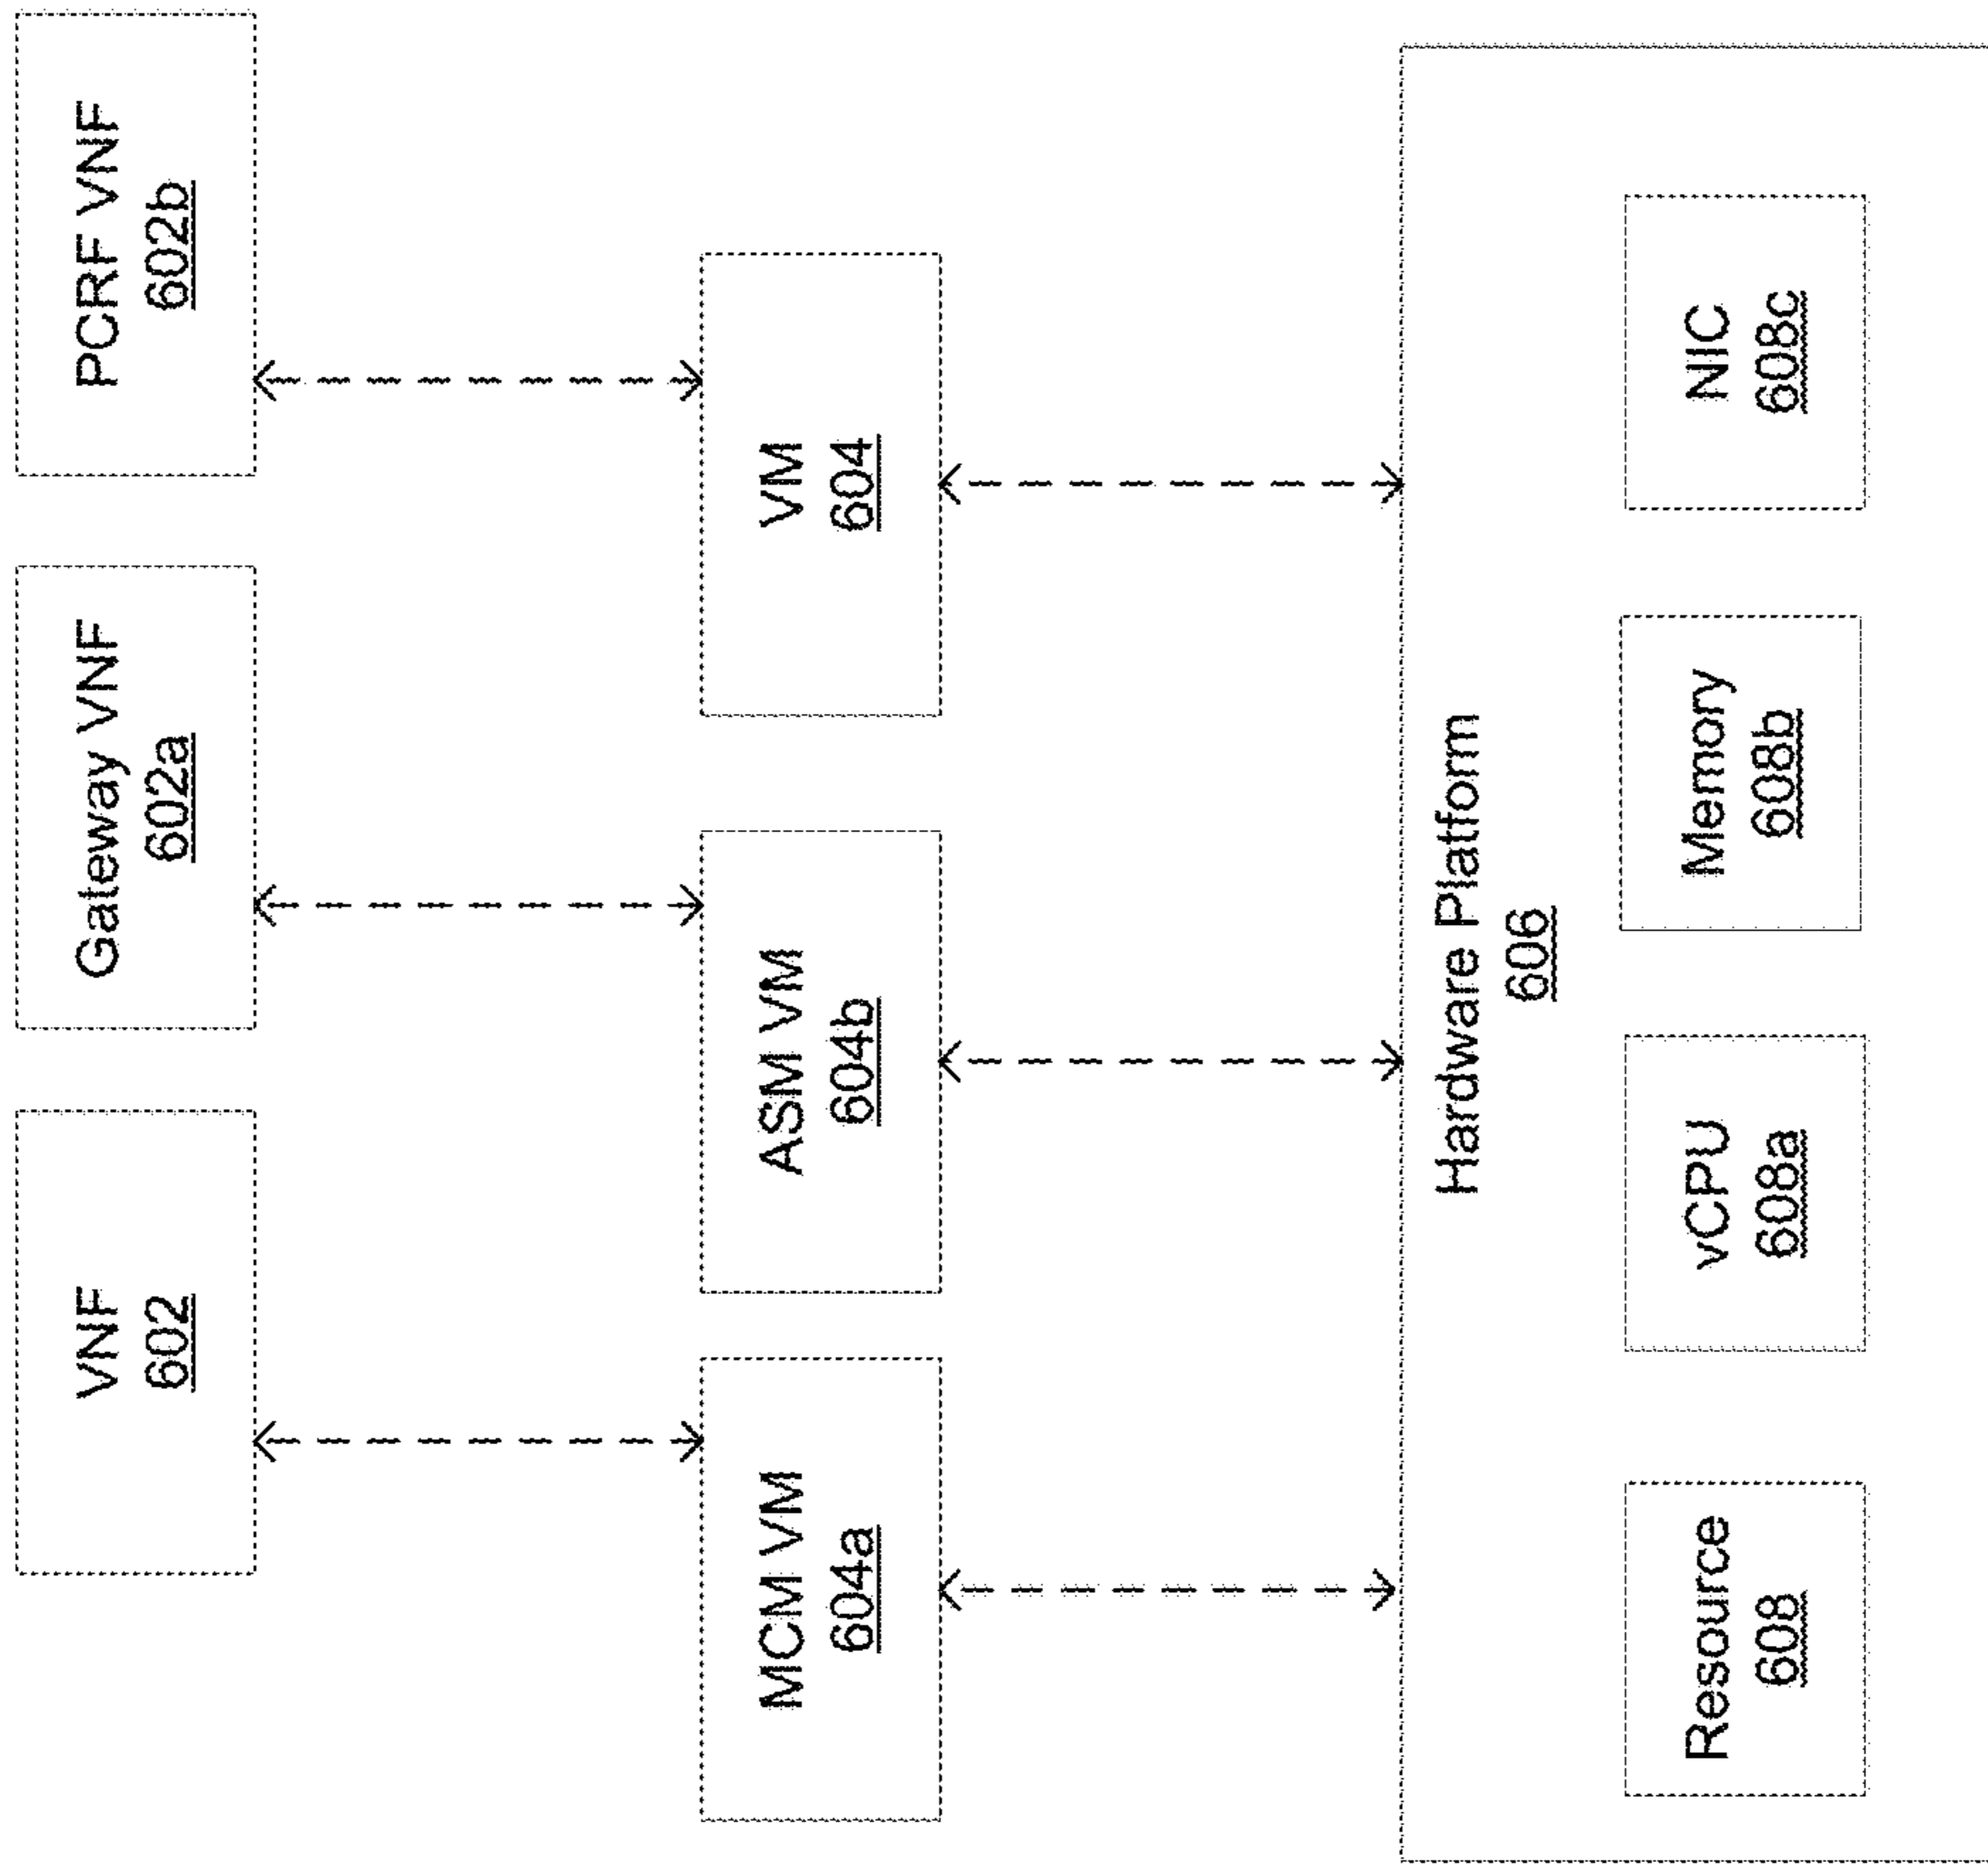 VNF
602
Gateway VNF
602a
PCRF VNF
602b
MCM VM
604a
ASM VM
604b
VM
604
Hardware Platform
606
Resource
608
vCPU
608a
Memory
608b
NIC
608c